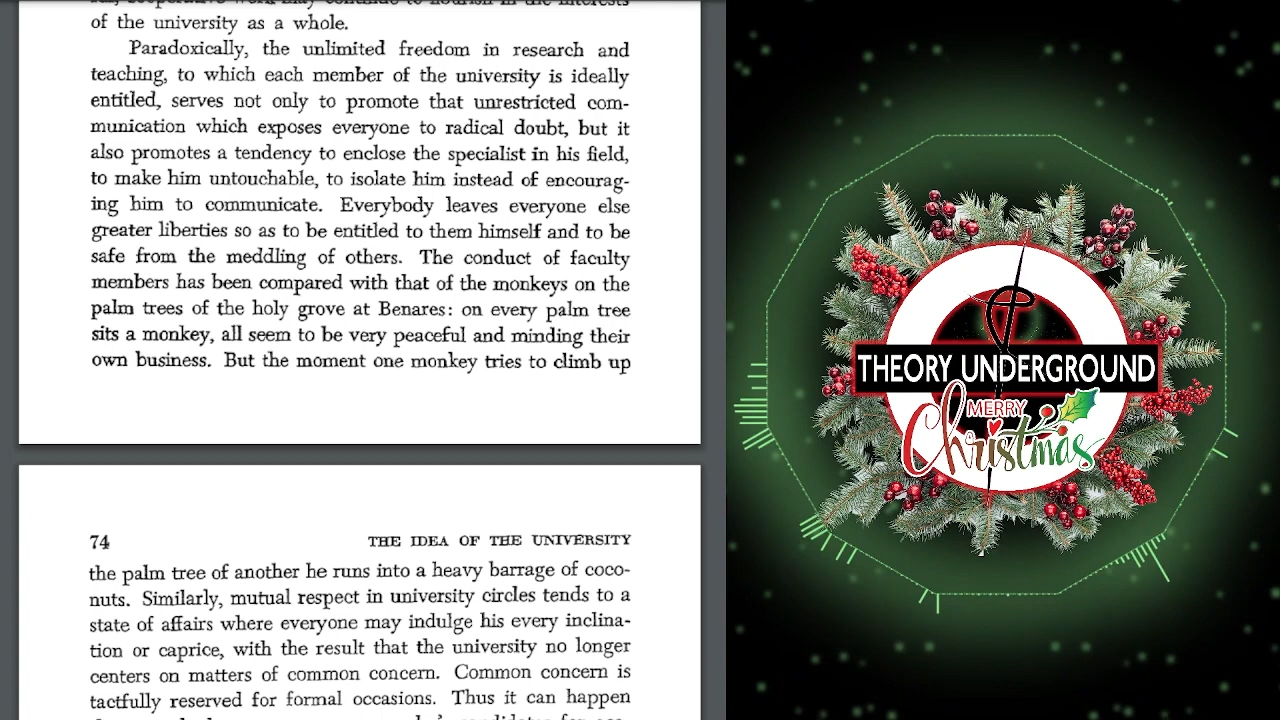 of the university as a whole.
Paradoxically, the unlimited freedom in research and
teaching, to which each member of the university is ideally
entitled, serves not only to promote that unrestricted com-
munication which exposes everyone to radical doubt, but it
also promotes a tendency to enclose the specialist in his field,
to make him untouchable, to isolate him instead of encourag-
ing him to communicate. Everybody leaves everyone else
greater liberties so as to be entitled to them himself and to be
safe from the meddling of others. The conduct of faculty
members has been compared with that of the monkeys on the
palm trees of the holy grove at Benares: on every palm tree
sits a monkey, all seem to be very peaceful and minding their
own business. But the moment one monkey tries to climb up
74 THE IDEA OF THE UNIVERSITY
the palm tree of another he runs into a heavy barrage of coco-
nuts. Similarly, mutual respect in university circles tends to a
state of affairs where everyone may indulge his every inclina-
tion or caprice, with the result that the university no longer
centers on matters of common concern. Common concern is
tactfully reserved for formal occasions. Thus it can happen
THEORY UNDERGROUND
MERRY
Christmas